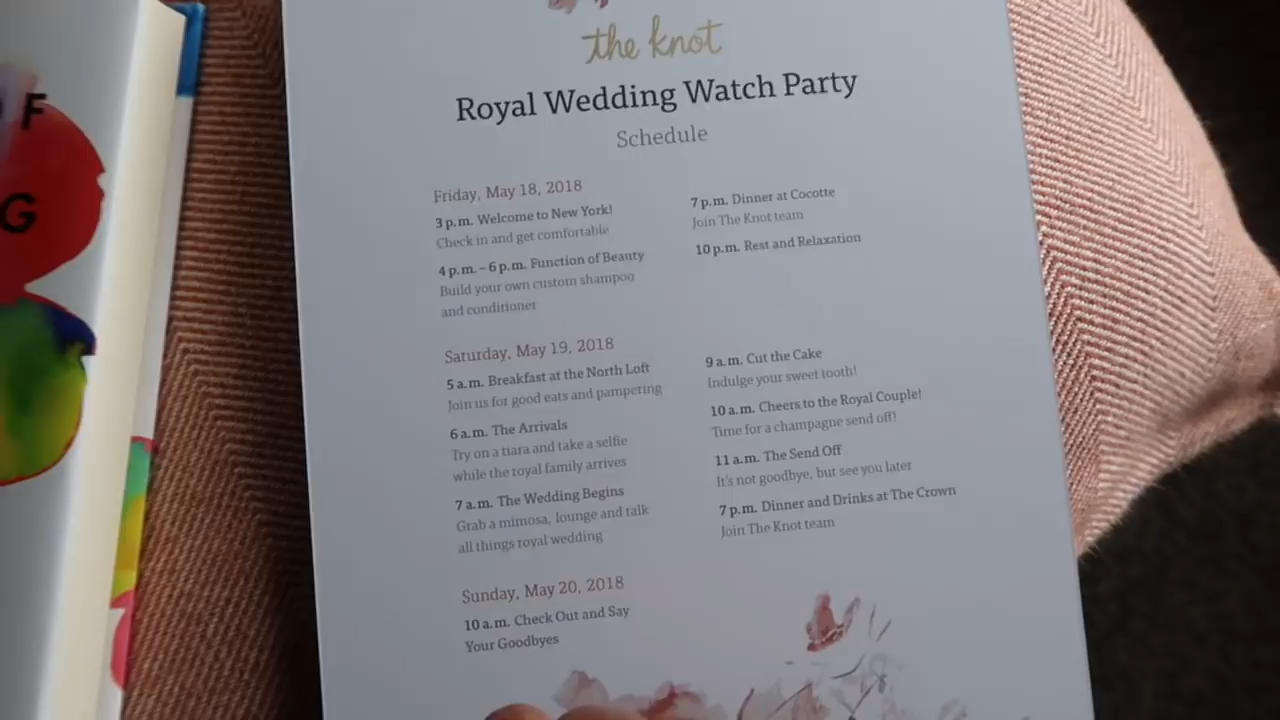 F
G
the knot
Royal Wedding Watch Party
Schedule
Friday, May 18, 2018
3 p.m. Welcome to New York!
Check in and get comfortable
4 p.m. – 6 p.m. Function of Beauty
Build your own custom shampoo
and conditioner
7 p.m. Dinner at Cocotte
Join The Knot team
10 p.m. Rest and Relaxation
Saturday, May 19, 2018
5 a.m. Breakfast at the North Loft
Join us for good eats and pampering
6 a.m. The Arrivals
Try on a tiara and take a selfie
while the royal family arrives
7 a.m. The Wedding Begins
Grab a mimosa, lounge and talk
all things royal wedding
9 a.m. Cut the Cake
Indulge your sweet tooth!
10 a.m. Cheers to the Royal Couple!
Time for a champagne send off!
11 a.m. The Send Off
It's not goodbye, but see you later
7 p.m. Dinner and Drinks at The Crown
Join The Knot team
Sunday, May 20, 2018
10 a.m. Check Out and Say
Your Goodbyes